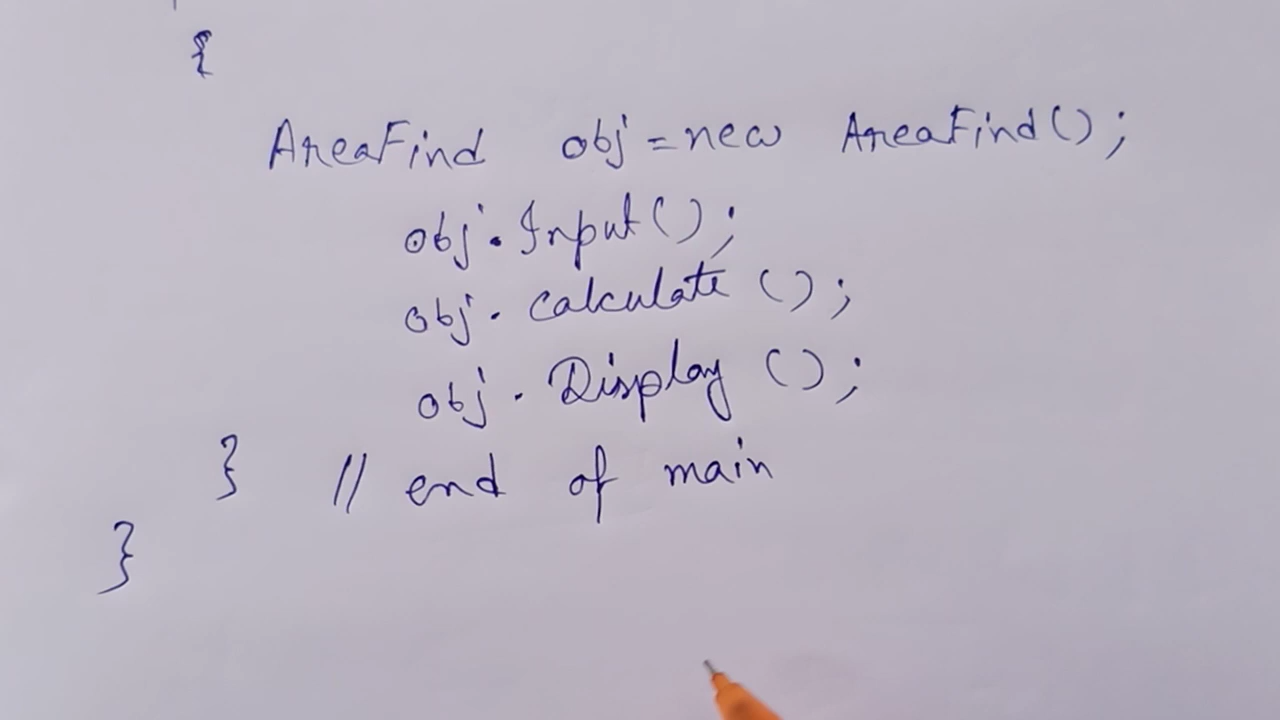 {
AreaFind obj = new AreaFind();
obj.Input();
obj.calculate();
obj.Display();
} // end of main
}